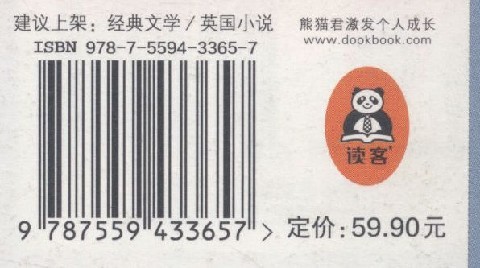 建议上架：经典文学/英国小说
熊猫君激发个人成长
ISBN 978-7-5594-3365-7
www.dookbook.com
读客®
9 787559 433657 >
定价：59.90元